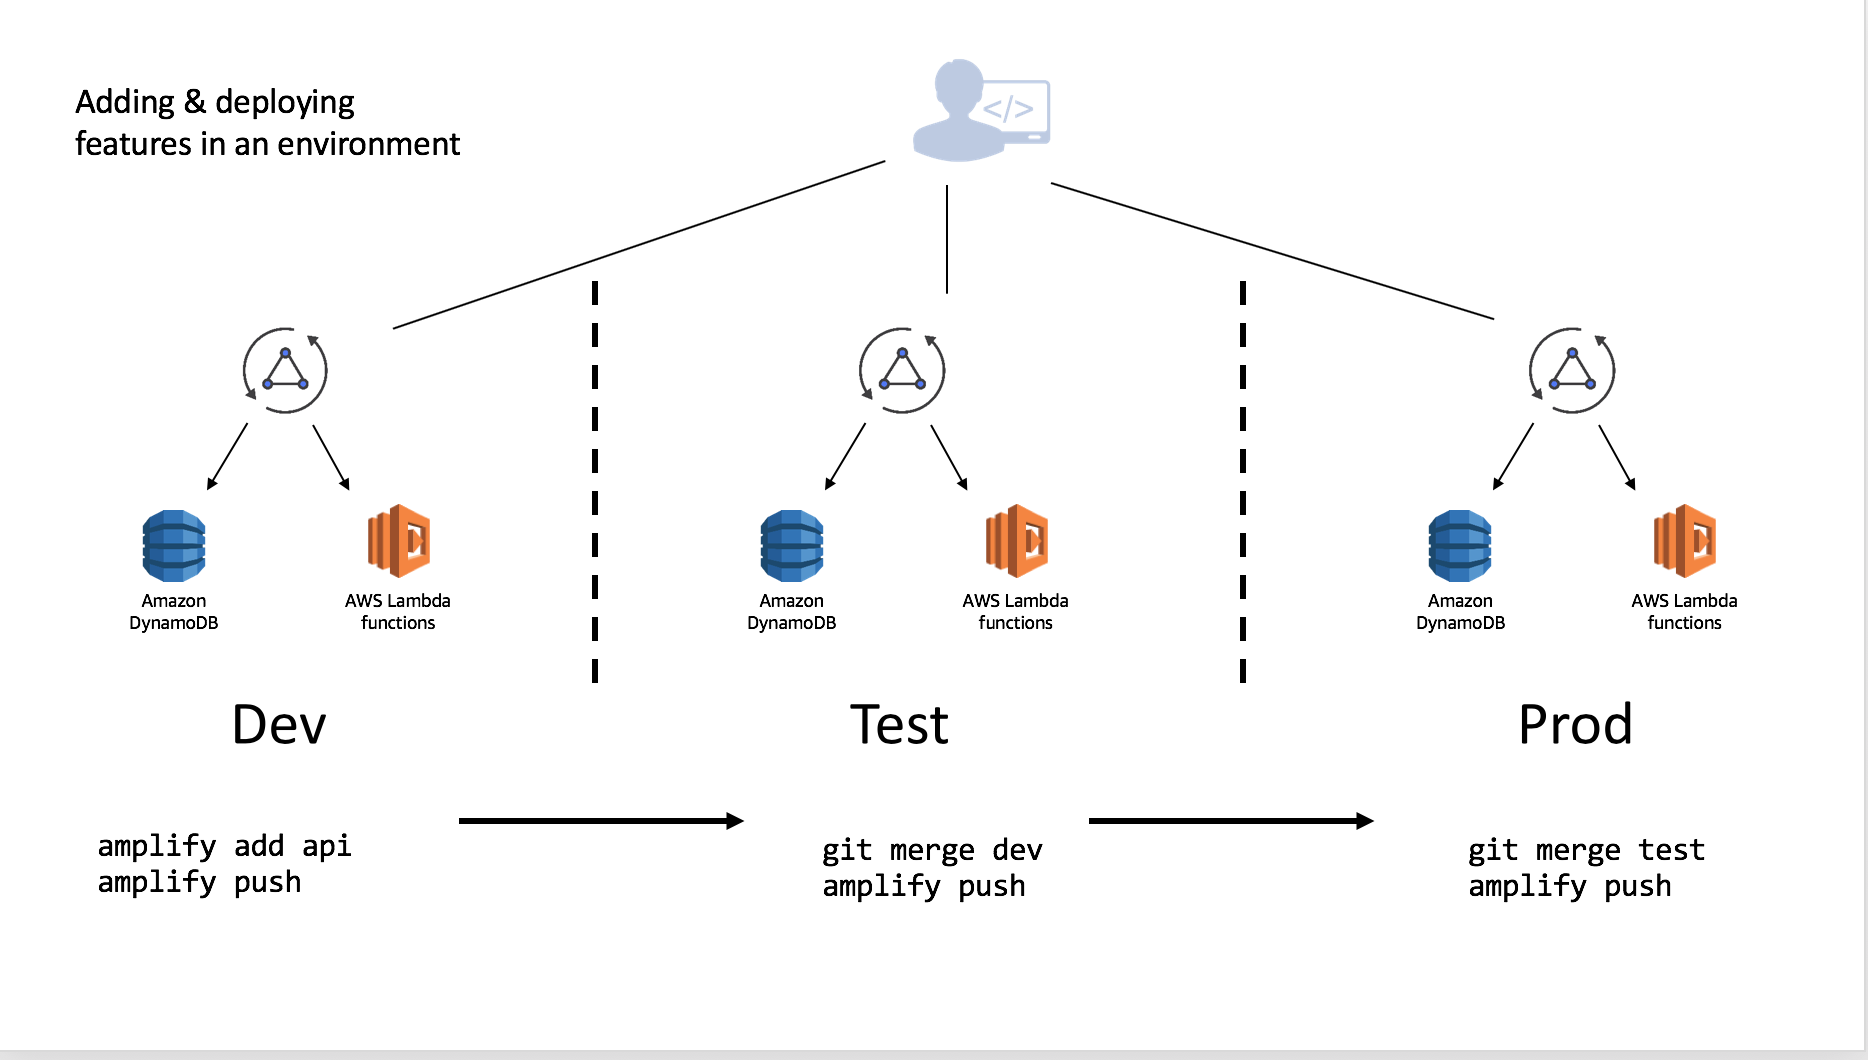 Adding & deploying
features in an environment
</>
Amazon
DynamoDB
AWS Lambda
functions
Amazon
DynamoDB
AWS Lambda
functions
Amazon
DynamoDB
AWS Lambda
functions
Dev
Test
Prod
amplify add api
amplify push
git merge dev
amplify push
git merge test
amplify push